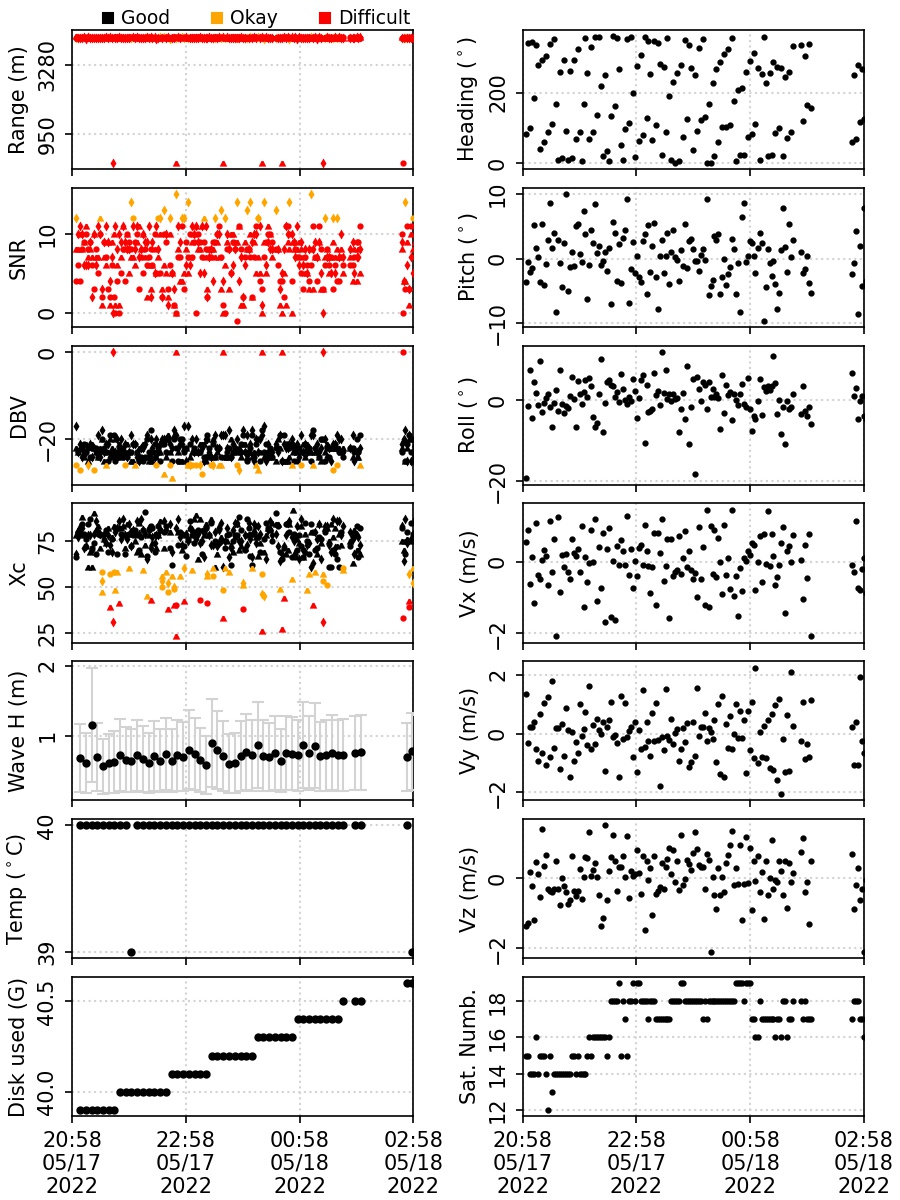 Good Okay Difficult
Range (m)
3280
950
SNR
10
0
DBV
0
−20
Xc
75
50
25
Wave H (m)
2
1
Temp (°C)
40
39
Disk used (G)
40.5
40.0
20:58 22:58 00:58 02:58
05/17 05/17 05/18 05/18
2022 2022 2022 2022
Heading (°)
200
0
Pitch (°)
10
0
−10
Roll (°)
0
−20
Vx (m/s)
0
−2
Vy (m/s)
2
0
−2
Vz (m/s)
0
−2
Sat. Numb.
18
16
14
12
20:58 22:58 00:58 02:58
05/17 05/17 05/18 05/18
2022 2022 2022 2022